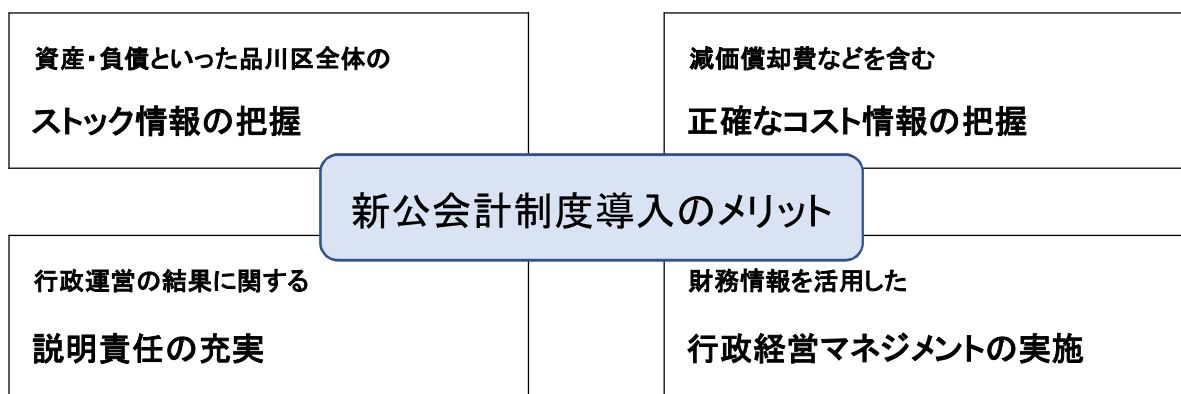 資産・負債といった品川区全体の
ストック情報の把握
減価償却費などを含む
正確なコスト情報の把握
新公会計制度導入のメリット
行政運営の結果に関する
説明責任の充実
財務情報を活用した
行政経営マネジメントの実施